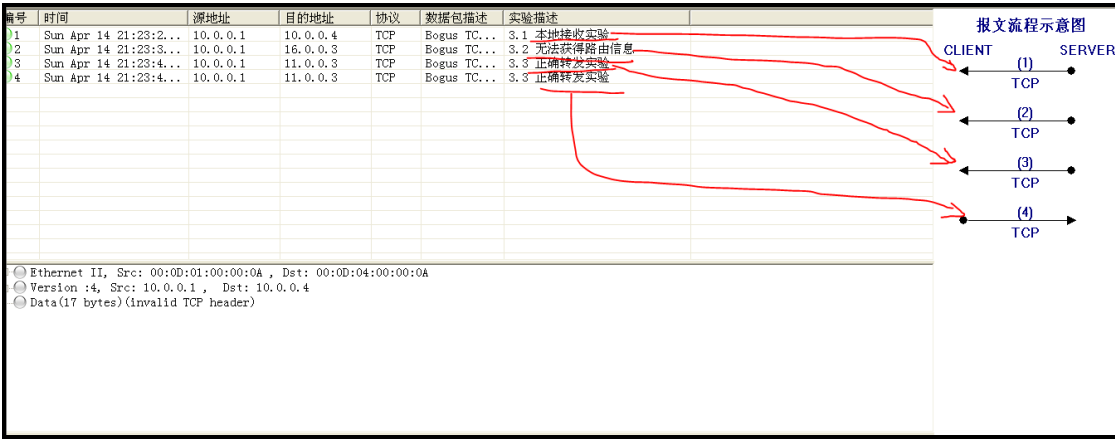 编号 时间 源地址 目的地址 协议 数据包描述 实验描述
1 Sun Apr 14 21:23:2... 10.0.0.1 10.0.0.4 TCP Bogus TC... 3.1 本地接收实验
2 Sun Apr 14 21:23:3... 10.0.0.1 16.0.0.3 TCP Bogus TC... 3.2 无法获得路由信息
3 Sun Apr 14 21:23:4... 10.0.0.1 11.0.0.3 TCP Bogus TC... 3.3 正确转发实验
4 Sun Apr 14 21:23:4... 10.0.0.1 11.0.0.3 TCP Bogus TC... 3.3 正确转发实验
报文流程示意图
CLIENT SERVER
(1)
TCP
(2)
TCP
(3)
TCP
(4)
TCP
Ethernet II, Src: 00:0D:01:00:00:0A , Dst: 00:0D:04:00:00:0A
Version :4, Src: 10.0.0.1 , Dst: 10.0.0.4
Data(17 bytes)(invalid TCP header)